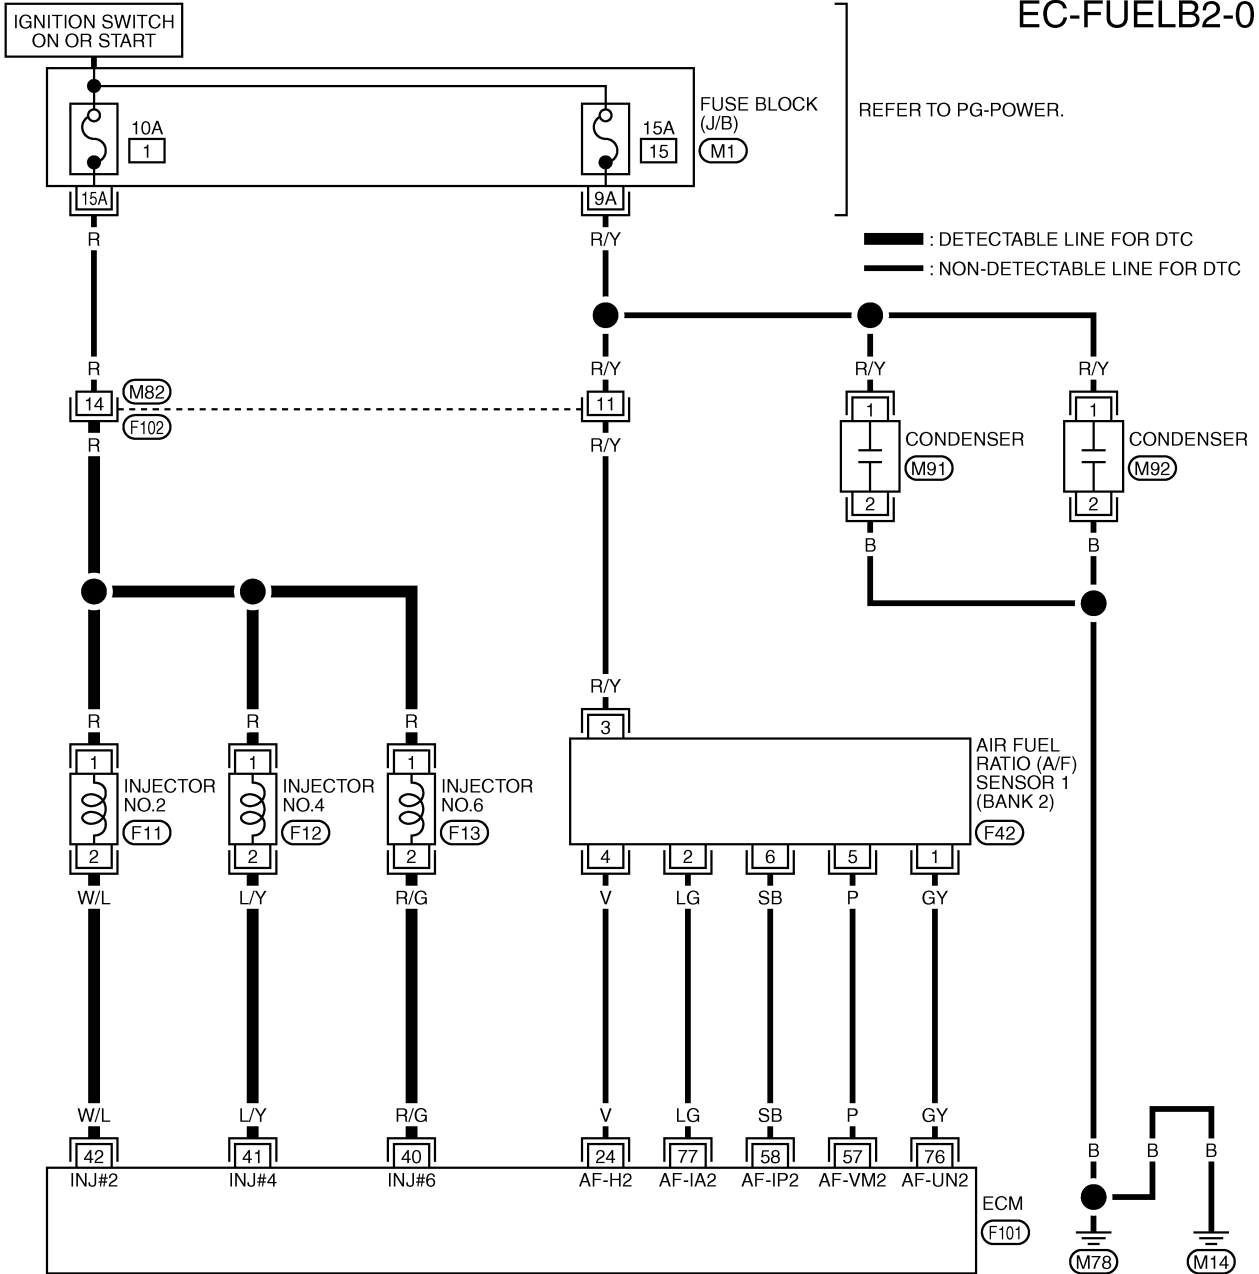 EC-FUELB2-0
IGNITION SWITCH
ON OR START
10A
1
15A
15
FUSE BLOCK
(J/B)
M1
REFER TO PG-POWER.
15A
9A
R
R/Y
: DETECTABLE LINE FOR DTC
: NON-DETECTABLE LINE FOR DTC
R
R/Y
R/Y
R/Y
M82
14
11
F102
R
R/Y
1
CONDENSER
M91
2
B
1
CONDENSER
M92
2
B
R/Y
R
R
R
3
1
INJECTOR
NO.2
F11
2
1
INJECTOR
NO.4
F12
2
1
INJECTOR
NO.6
F13
2
AIR FUEL
RATIO (A/F)
SENSOR 1
(BANK 2)
F42
4
2
6
5
1
W/L
L/Y
R/G
V
LG
SB
P
GY
W/L
L/Y
R/G
V
LG
SB
P
GY
42
41
40
24
77
58
57
76
INJ#2
INJ#4
INJ#6
AF-H2
AF-IA2
AF-IP2
AF-VM2
AF-UN2
ECM
F101
B
B
B
M78
M14